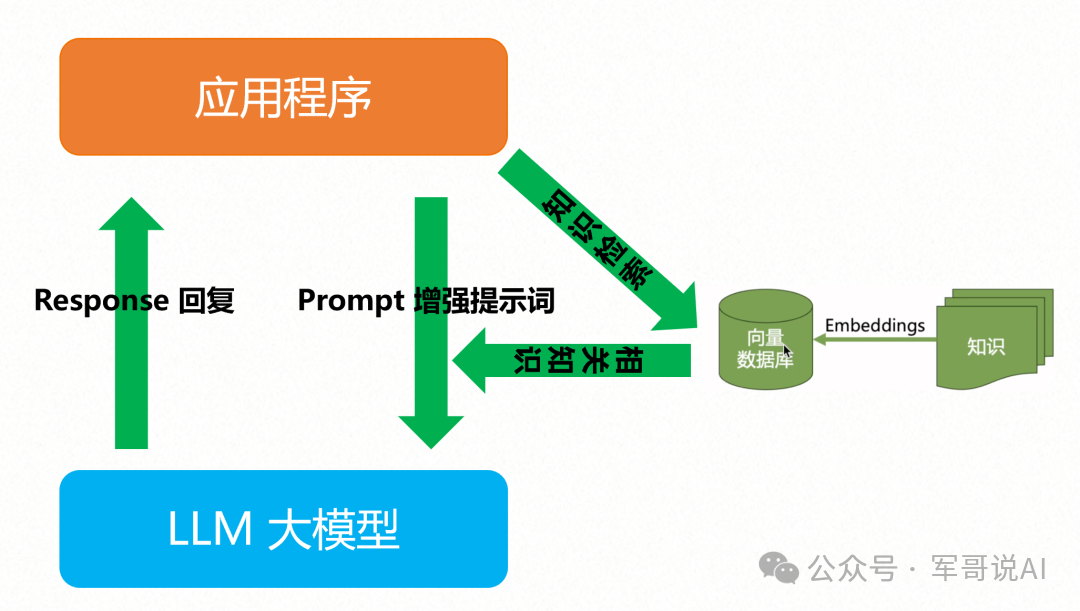 应用程序
知识检索
Response 回复
Prompt 增强提示词
相关知识
向量
数据库
Embeddings
知识
LLM 大模型
公众号 · 军哥说AI